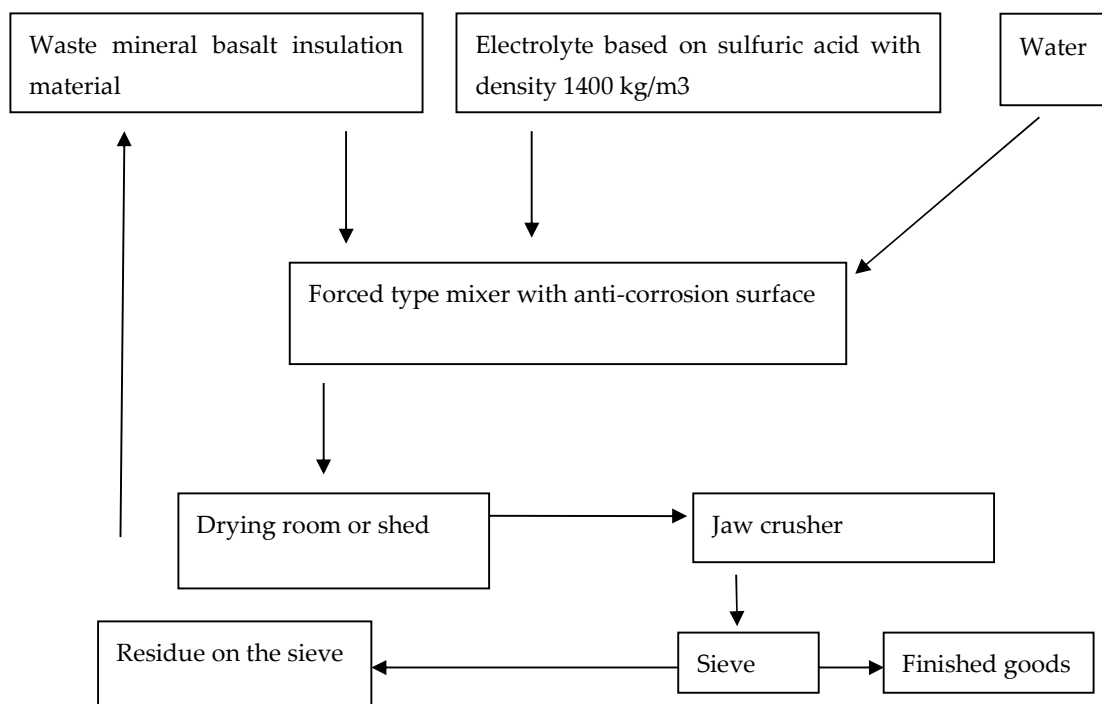 Waste mineral basalt insulation
material
Electrolyte based on sulfuric acid with
density 1400 kg/m3
Water
Forced type mixer with anti-corrosion surface
Drying room or shed
Jaw crusher
Residue on the sieve
Sieve
Finished goods